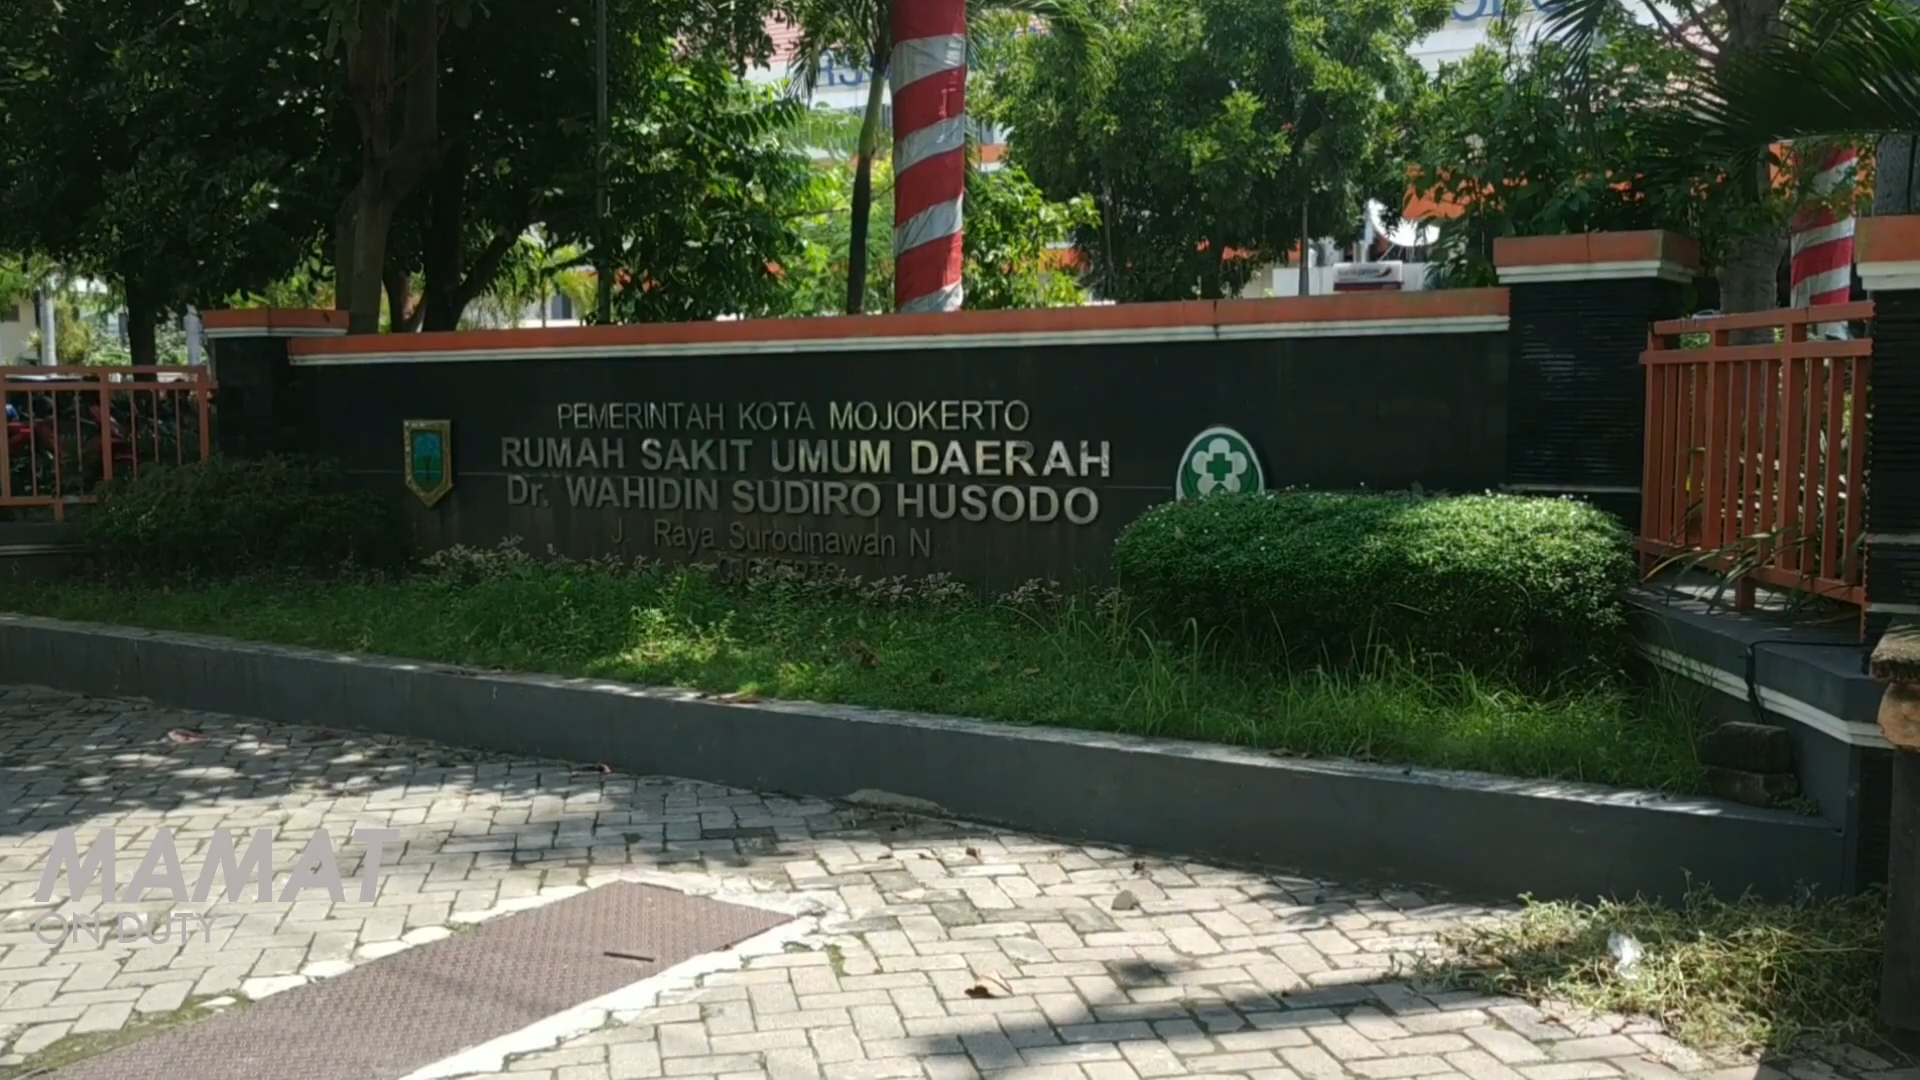 PEMERINTAH KOTA MOJOKERTO
RUMAH SAKIT UMUM DAERAH
Dr. WAHIDIN SUDIRO HUSODO
J Raya Surodinawan N
MAMAT
ON DUTY